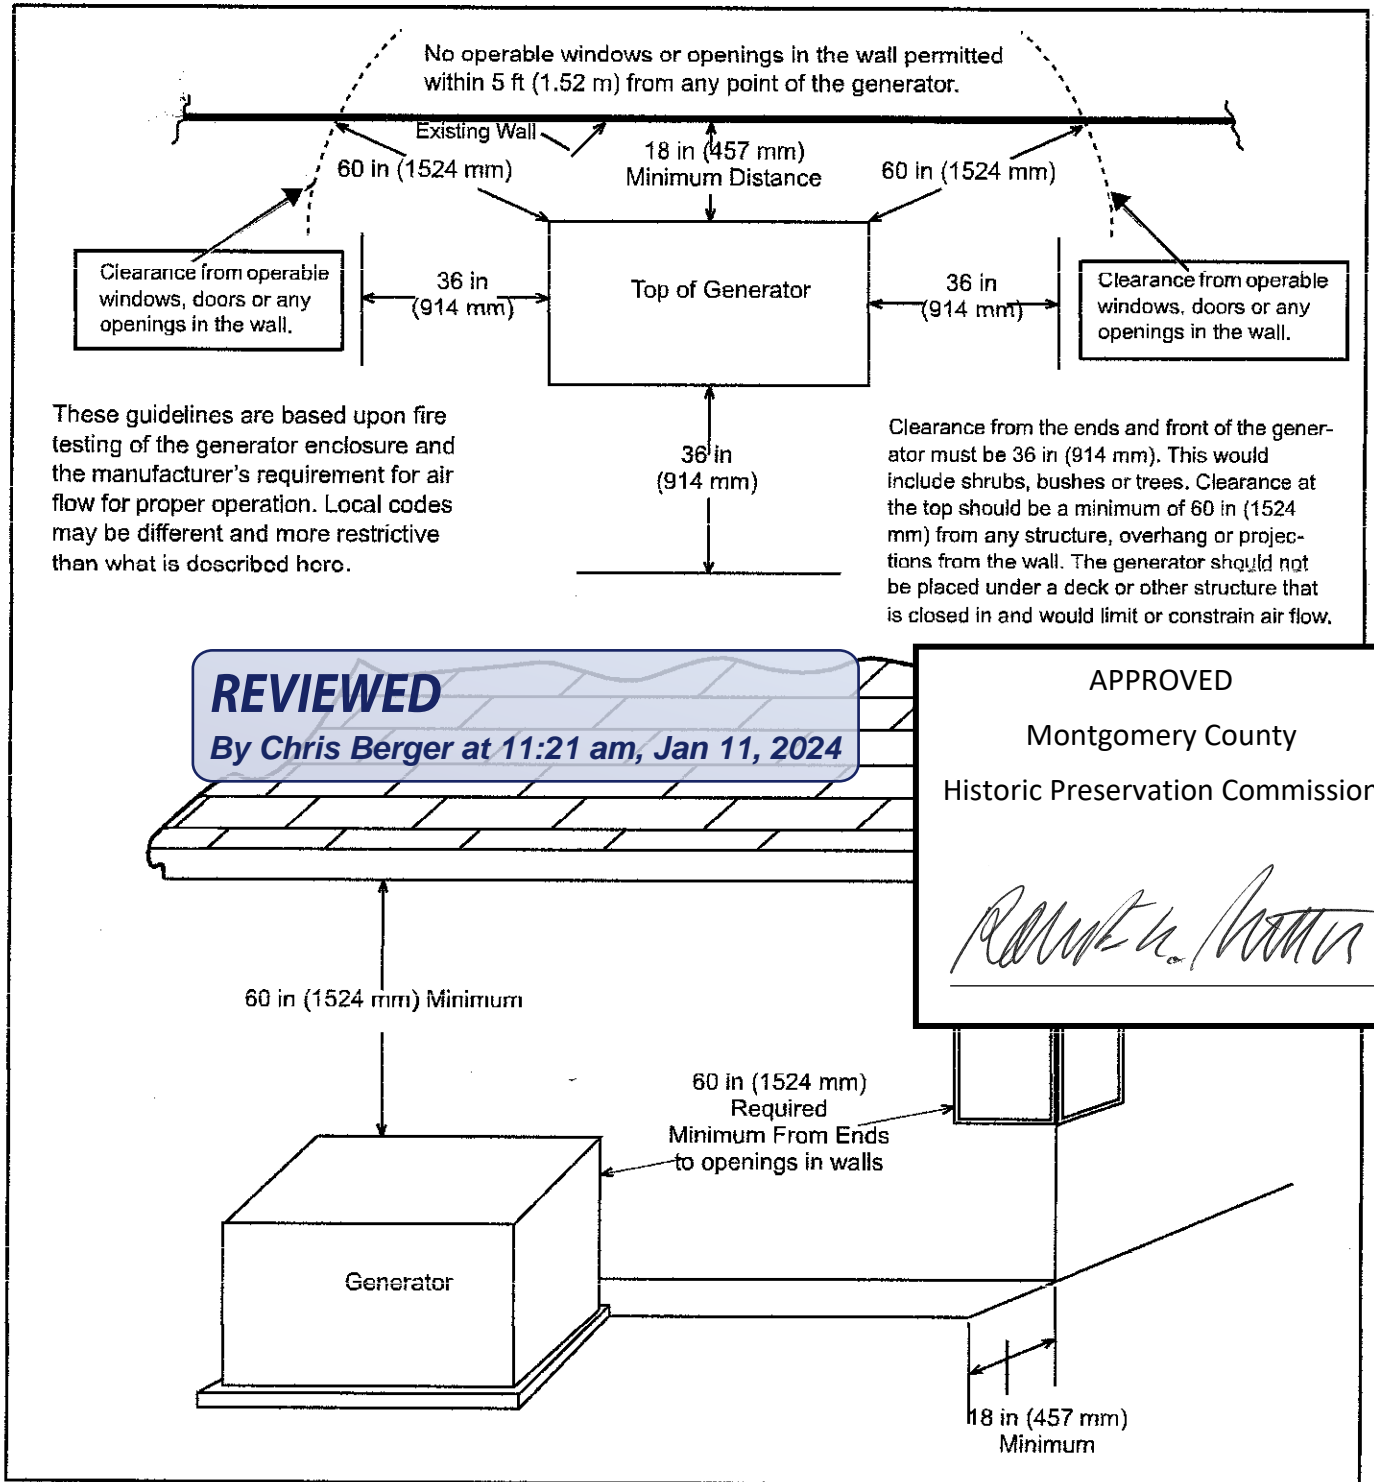 No operable windows or openings in the wall permitted
within 5 ft (1.52 m) from any point of the generator.
Existing Wall
60 in (1524 mm)
18 in (457 mm)
Minimum Distance
60 in (1524 mm)
Clearance from operable
windows, doors or any
openings in the wall.
36 in
(914 mm)
Top of Generator
36 in
(914 mm)
Clearance from operable
windows, doors or any
openings in the wall.
These guidelines are based upon fire
testing of the generator enclosure and
the manufacturer's requirement for air
flow for proper operation. Local codes
may be different and more restrictive
than what is described here.
36 in
(914 mm)
Clearance from the ends and front of the gener-
ator must be 36 in (914 mm). This would
include shrubs, bushes or trees. Clearance at
the top should be a minimum of 60 in (1524
mm) from any structure, overhang or projec-
tions from the wall. The generator should not
be placed under a deck or other structure that
is closed in and would limit or constrain air flow.
REVIEWED
By Chris Berger at 11:21 am, Jan 11, 2024
APPROVED
Montgomery County
Historic Preservation Commission
60 in (1524 mm) Minimum
60 in (1524 mm)
Required
Minimum From Ends
to openings in walls
Generator
18 in (457 mm)
Minimum